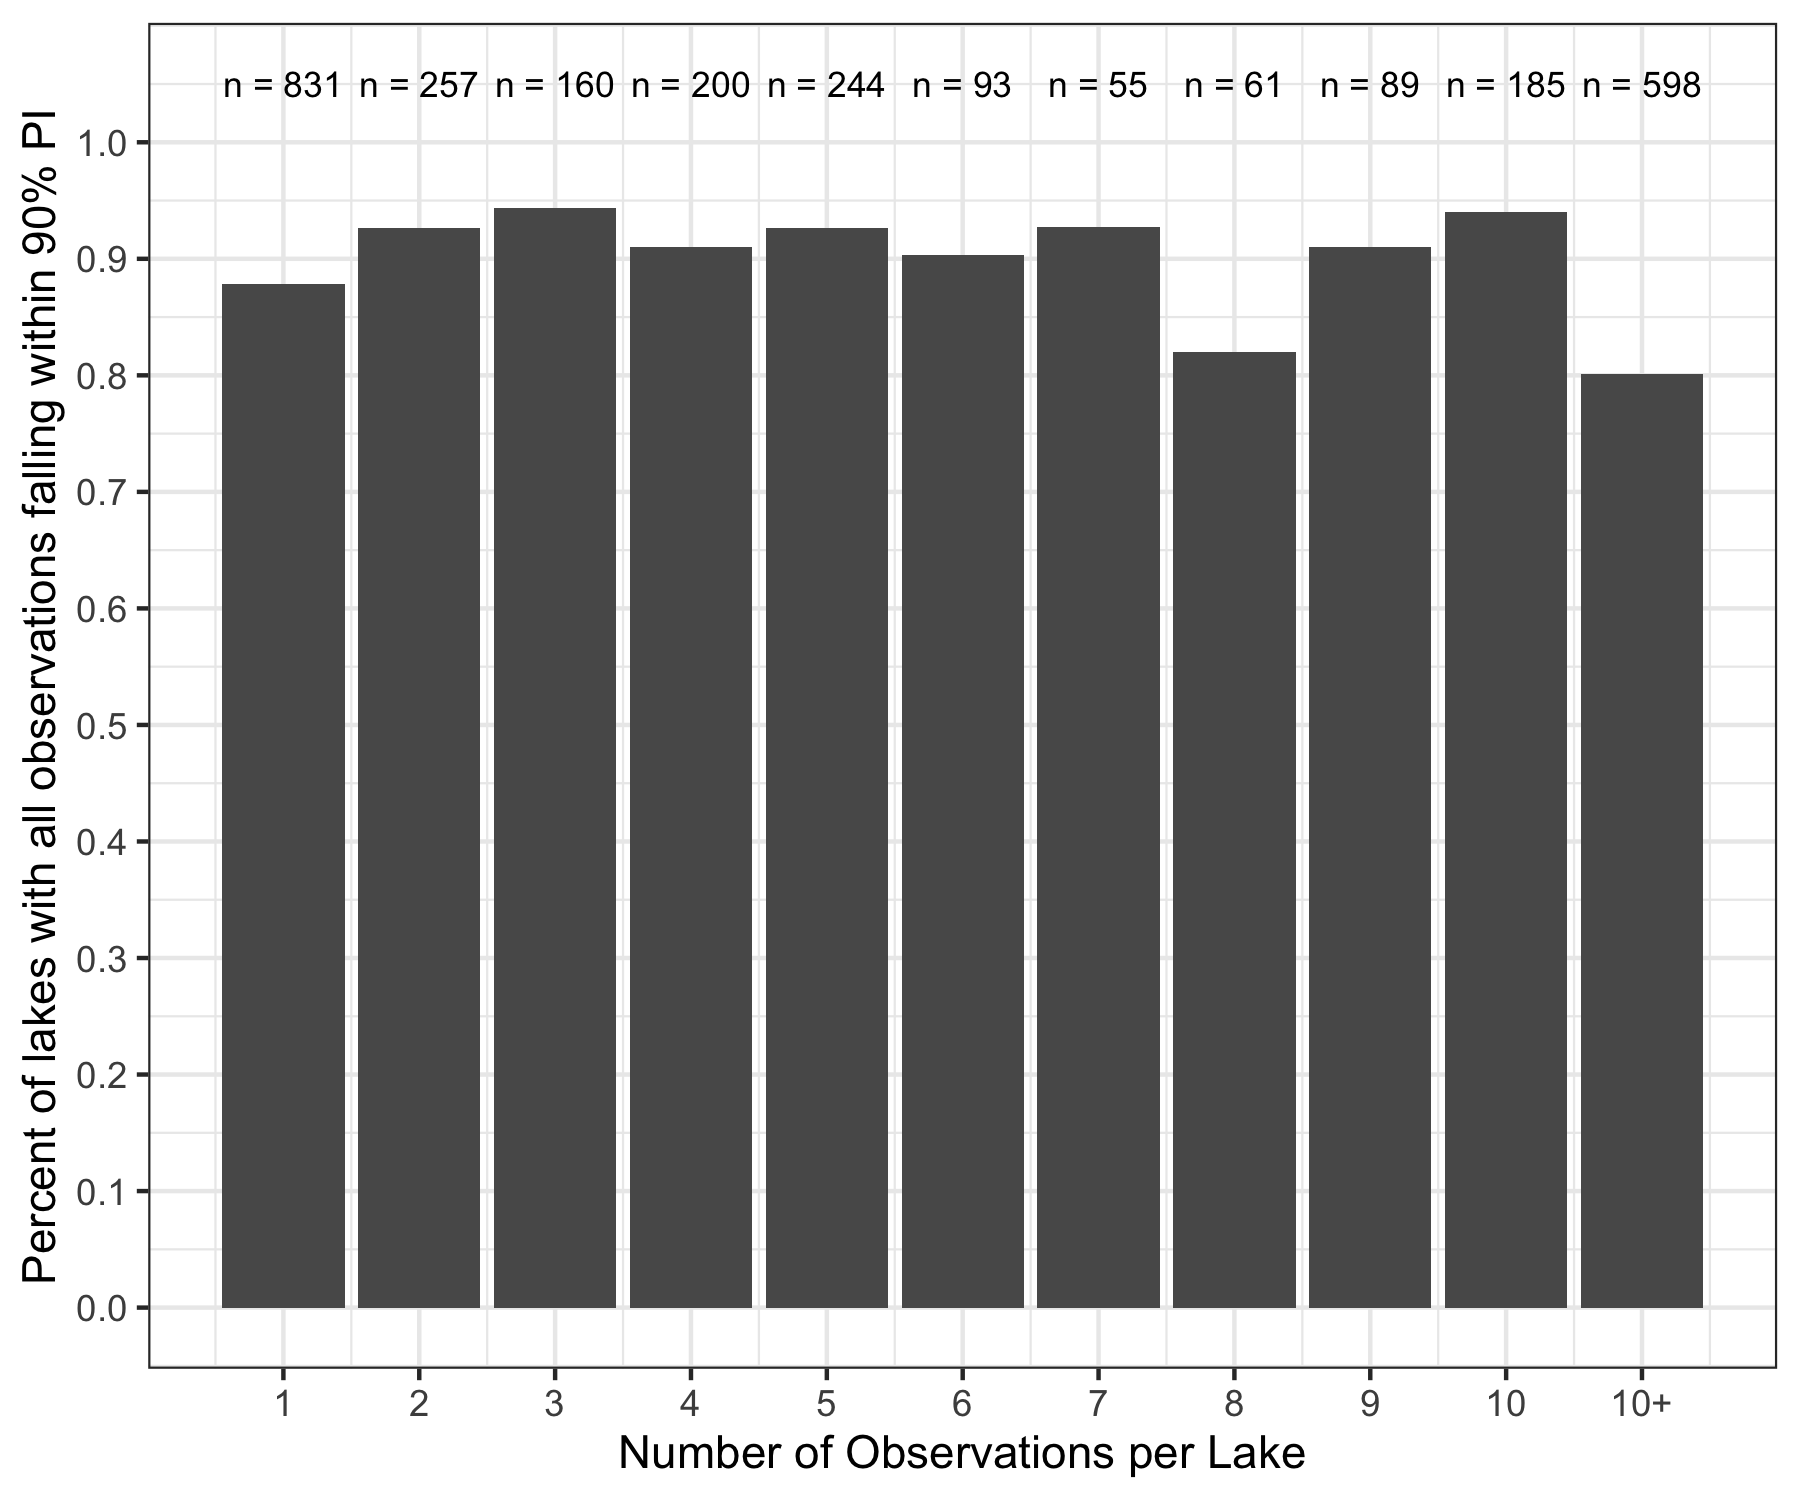 n = 831 n = 257 n = 160 n = 200 n = 244 n = 93 n = 55 n = 61 n = 89 n = 185 n = 598
Percent of lakes with all observations falling within 90% PI
1.0
0.9
0.8
0.7
0.6
0.5
0.4
0.3
0.2
0.1
0.0
1 2 3 4 5 6 7 8 9 10 10+
Number of Observations per Lake